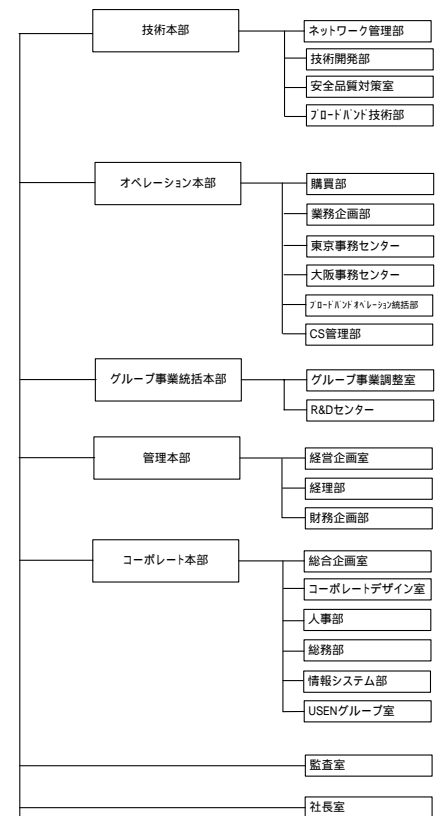 技術本部
ネットワーク管理部
技術開発部
安全品質対策室
ﾌﾞﾛｰﾄﾞﾊﾞﾝﾄﾞ技術部
オペレーション本部
購買部
業務企画部
東京事務センター
大阪事務センター
ﾌﾞﾛｰﾄﾞﾊﾞﾝﾄﾞｵﾍﾟﾚｰｼｮﾝ統括部
CS管理部
グループ事業統括本部
グループ事業調整室
R&Dセンター
管理本部
経営企画室
経理部
財務企画部
コーポレート本部
総合企画室
コーポレートデザイン室
人事部
総務部
情報システム部
USENグループ室
監査室
社長室